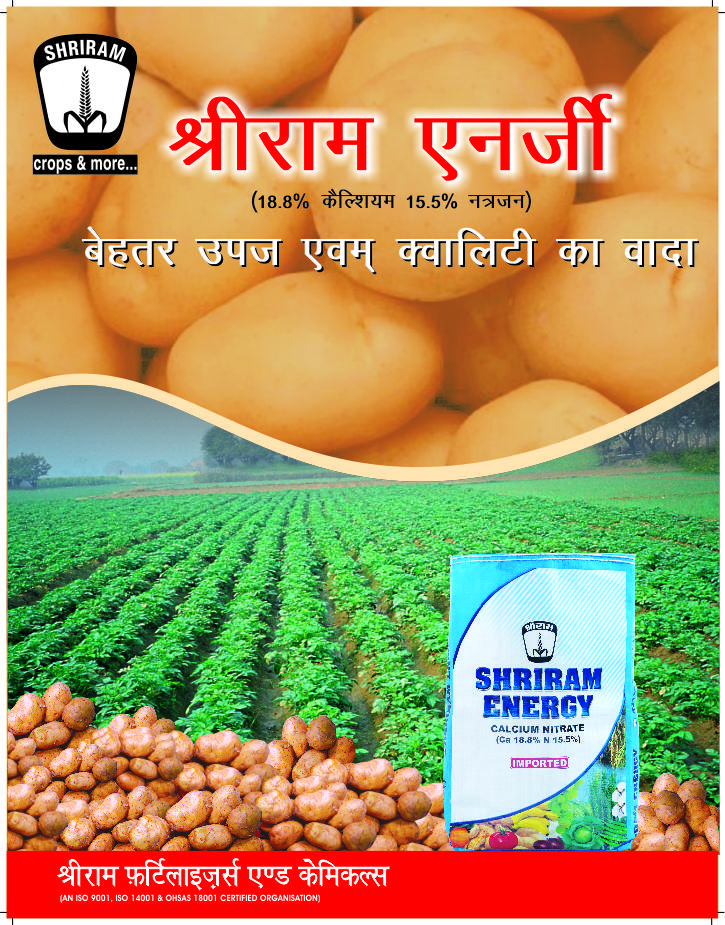 SHRIRAM
crops & more...
श्रीराम एनर्जी
(18.8% कैल्शियम 15.5% नत्रजन)
बेहतर उपज एवम् क्वालिटी का वादा
श्रीराम
SHRIRAM
ENERGY
CALCIUM NITRATE
(Ca 18.8% N 15.5%)
IMPORTED
श्रीराम फ़र्टिलाइज़र्स एण्ड केमिकल्स
(AN ISO 9001, ISO 14001 & OHSAS 18001 CERTIFIED ORGANISATION)